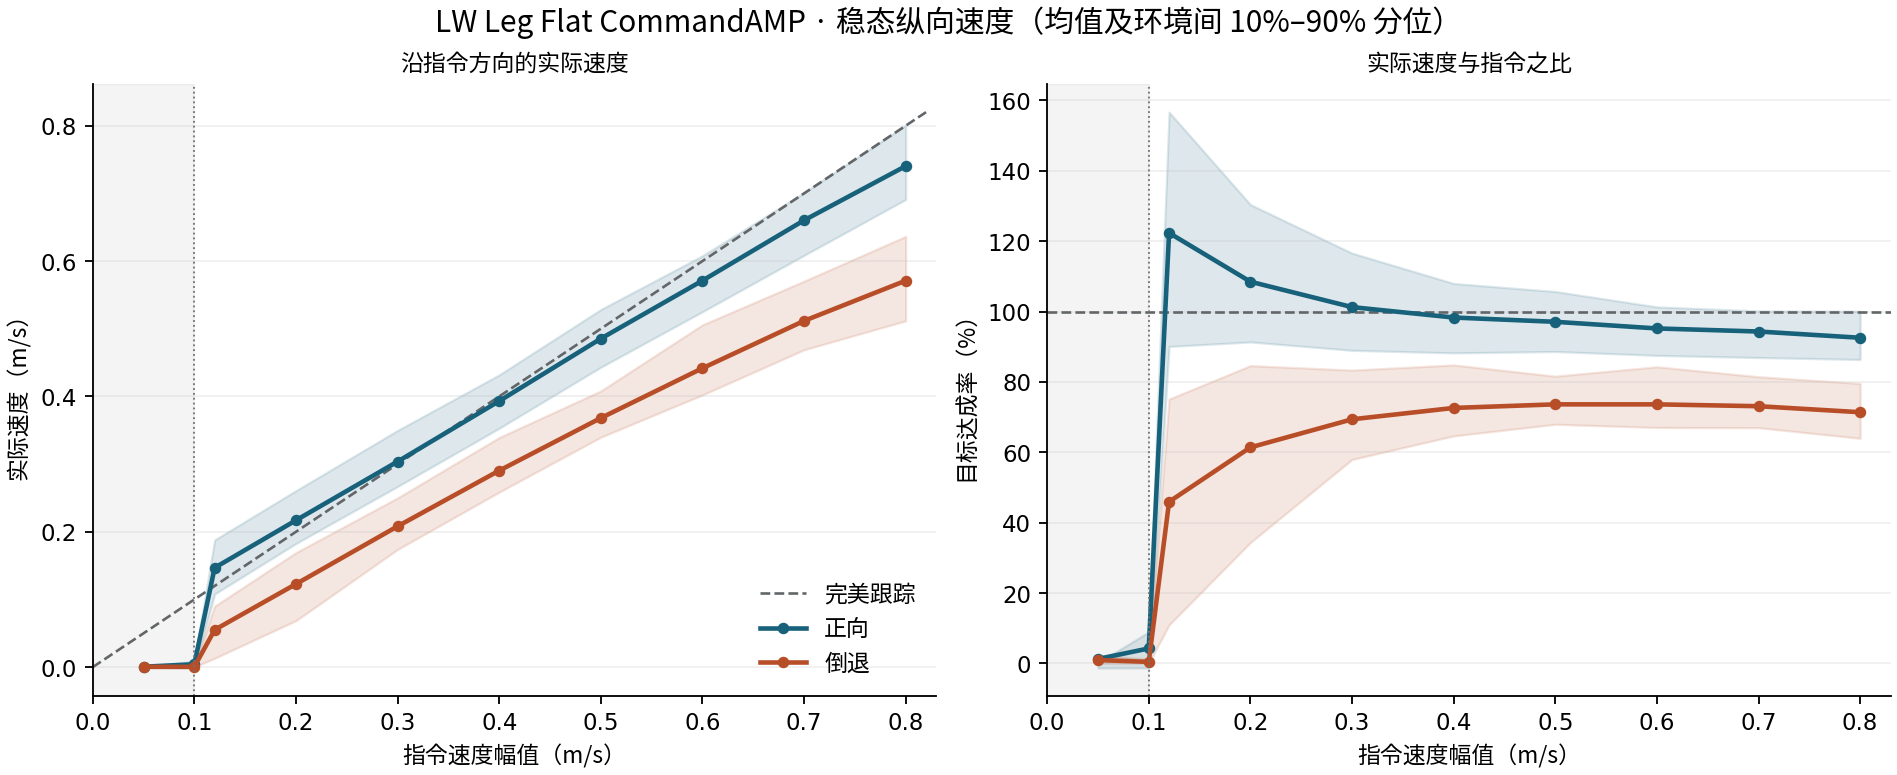 LW Leg Flat CommandAMP · 稳态纵向速度（均值及环境间 10%–90% 分位）
沿指令方向的实际速度
实际速度（m/s）
0.8
0.6
0.4
0.2
0.0
0.0 0.1 0.2 0.3 0.4 0.5 0.6 0.7 0.8
指令速度幅值（m/s）
完美跟踪
正向
倒退
实际速度与指令之比
目标达成率（%）
160
140
120
100
80
60
40
20
0
0.0 0.1 0.2 0.3 0.4 0.5 0.6 0.7 0.8
指令速度幅值（m/s）